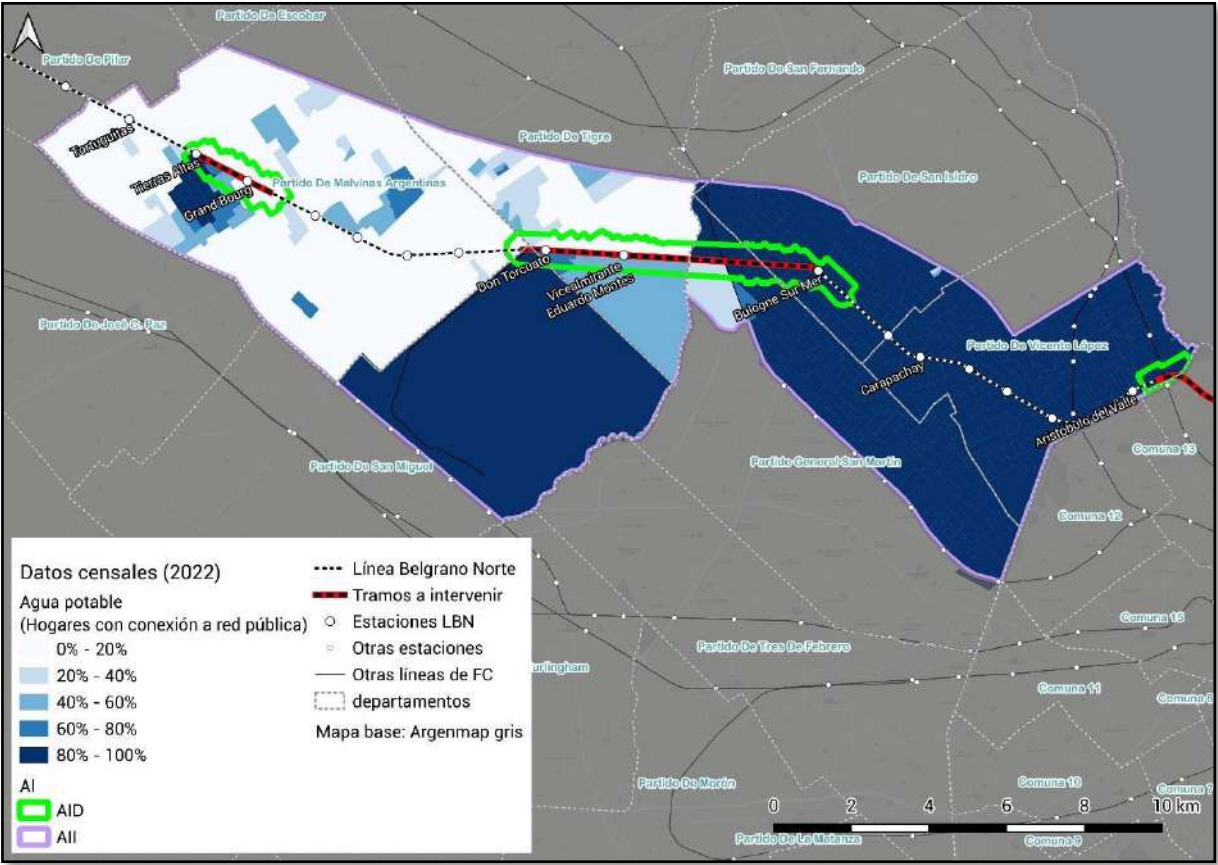 Partido De Escobar
Partido De Pilar
Partido De San Fernando
Partido De Tigre
Tortuguitas
Tierras Altas
Grand Bourg
Partido De Malvinas Argentinas
Partido De San Isidro
Don Torcuato
Vicealmirante
Eduardo Montes
Bulogne Sur Mer
Partido De José C. Paz
Partido De Vicente López
Carapachay
Aristobulo del Valle
Partido De San Miguel
Partido General San Martín
Comuna 13
Comuna 12
Comuna 15
Partido De Tres De Febrero
urlingham
Comuna 11
Comuna 6
Partido De Morón
Comuna 10
Comuna 7
Partido De La Matanza
Comuna 9
0 2 4 6 8 10 km
Datos censales (2022)
Agua potable
(Hogares con conexión a red pública)
0% - 20%
20% - 40%
40% - 60%
60% - 80%
80% - 100%
AI
AID
AII
Línea Belgrano Norte
Tramos a intervenir
Estaciones LBN
Otras estaciones
Otras líneas de FC
departamentos
Mapa base: Argenmap gris